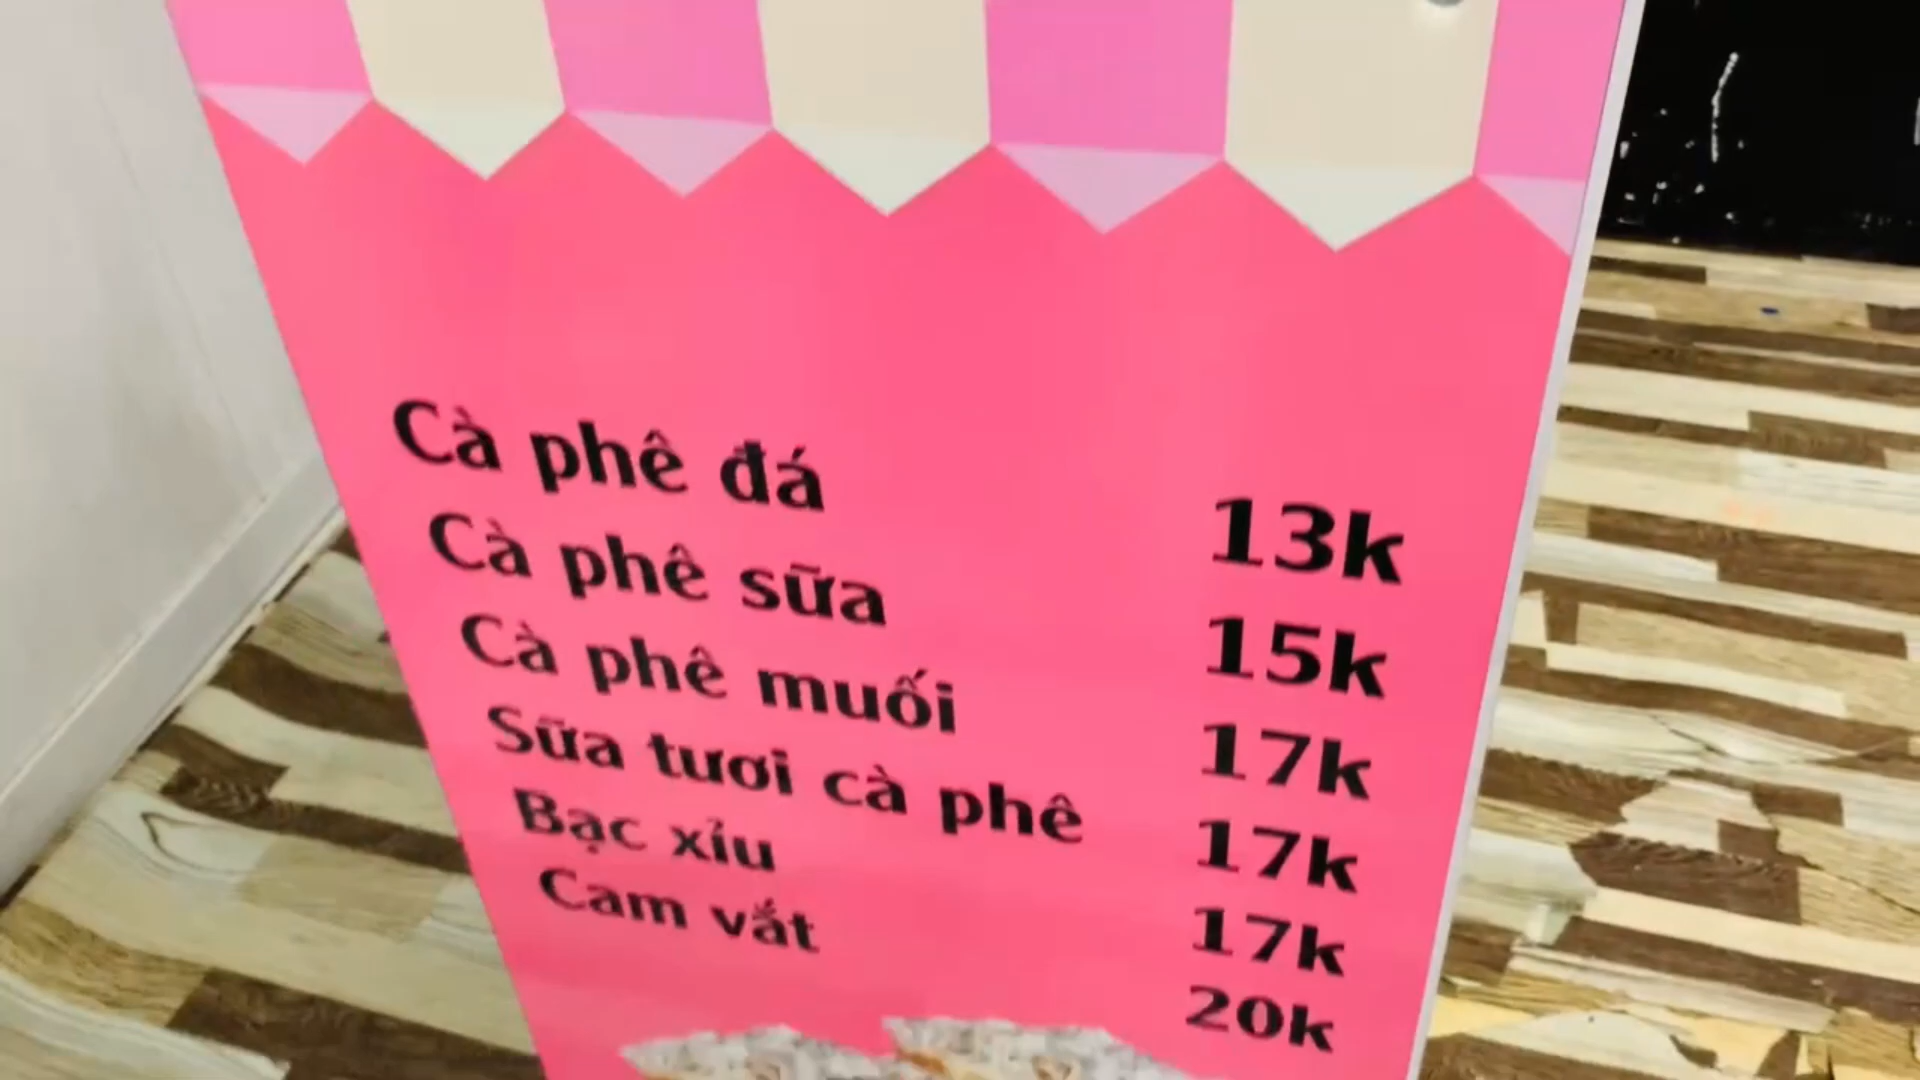 Cà phê đá 13k
Cà phê sữa 15k
Cà phê muối 17k
Sữa tươi cà phê 17k
Bạc xỉu 17k
Cam vắt 20k